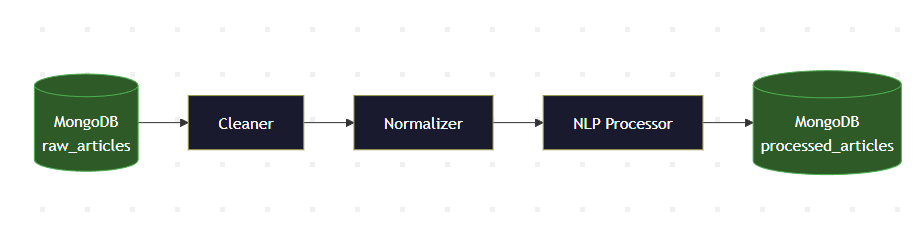 MongoDB
raw_articles
Cleaner
Normalizer
NLP Processor
MongoDB
processed_articles